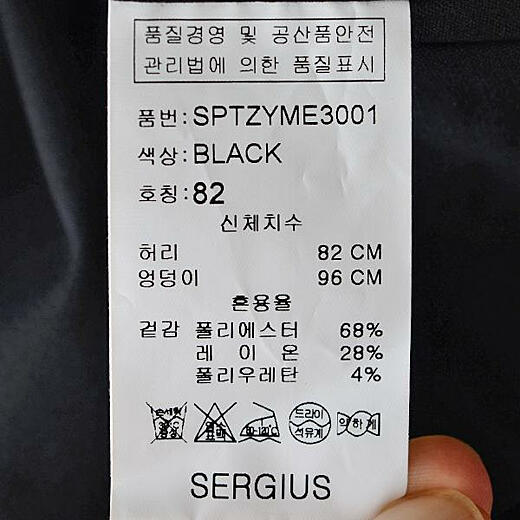 품질경영 및 공산품안전
관리법에 의한 품질표시
품번:SPTZYME3001
색상:BLACK
호칭:82
신체치수
허리 82 CM
엉덩이 96 CM
혼용율
겉감 폴리에스터 68%
레 이 온 28%
폴리우레탄 4%
드라이
석유계
약하게
SERGIUS